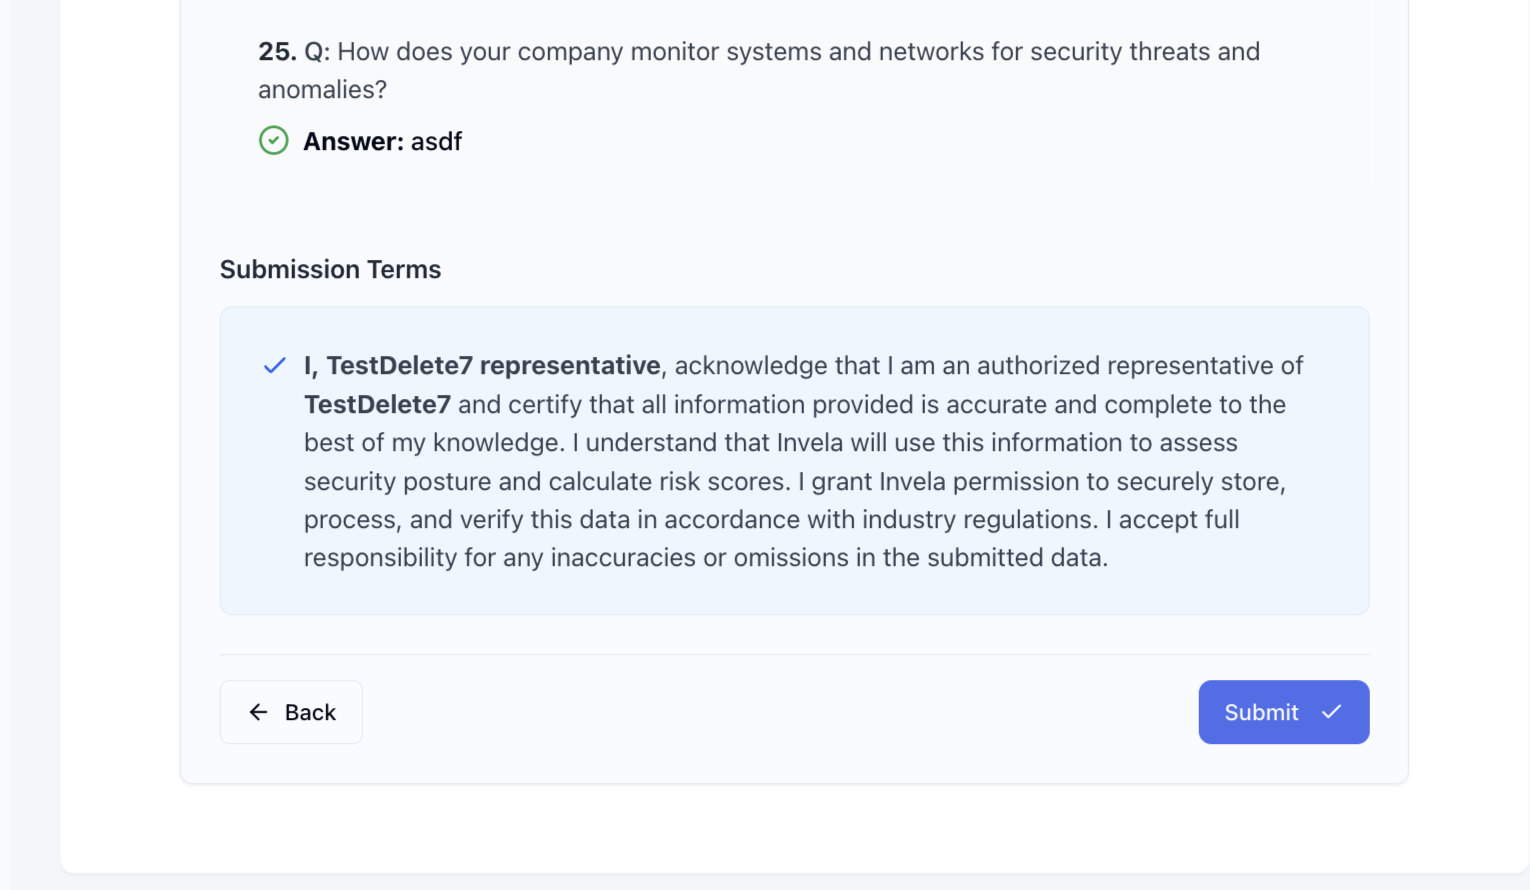 25. Q: How does your company monitor systems and networks for security threats and
anomalies?
Answer: asdf
Submission Terms
I, TestDelete7 representative, acknowledge that I am an authorized representative of
TestDelete7 and certify that all information provided is accurate and complete to the
best of my knowledge. I understand that Invela will use this information to assess
security posture and calculate risk scores. I grant Invela permission to securely store,
process, and verify this data in accordance with industry regulations. I accept full
responsibility for any inaccuracies or omissions in the submitted data.
Back
Submit